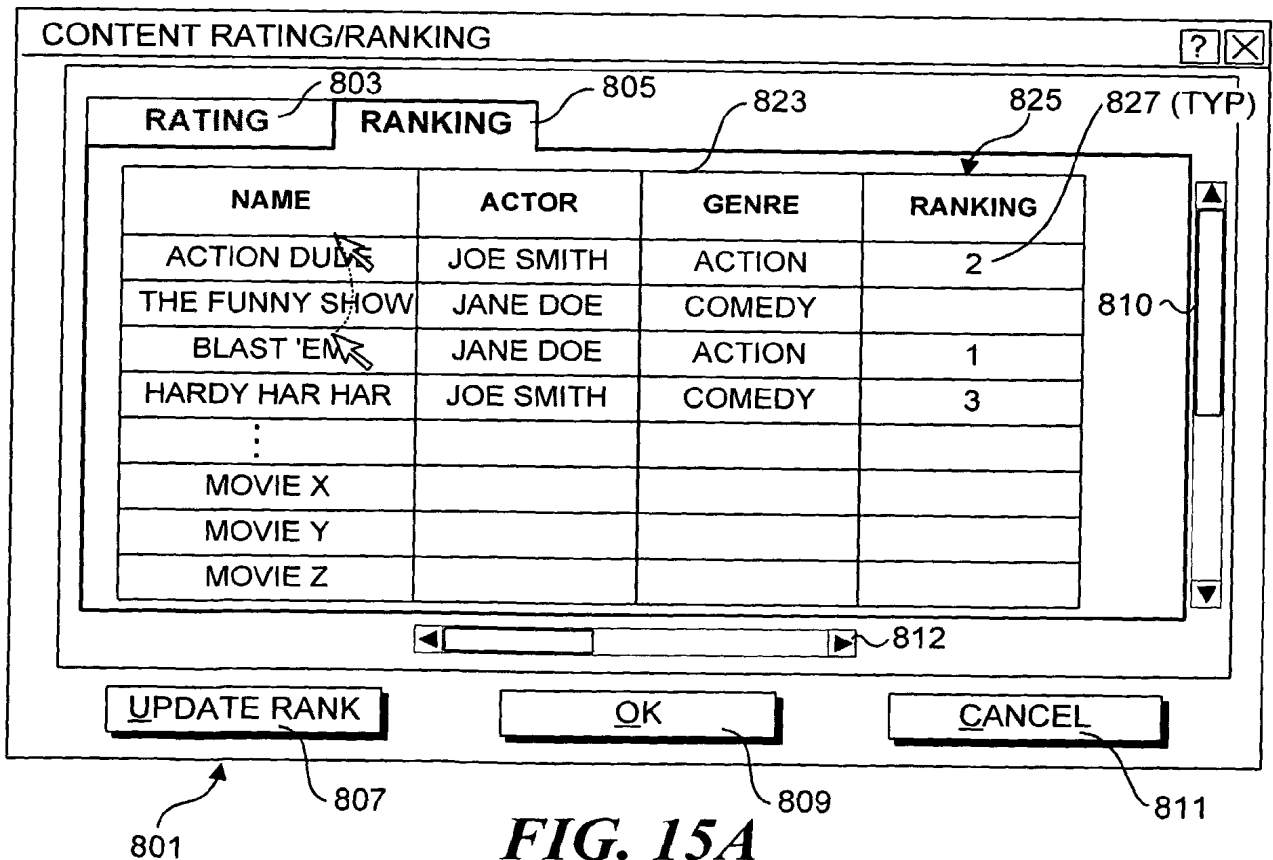 CONTENT RATING/RANKING ?
803 805 823 825 827 (TYP)
RATING RANKING
NAME ACTOR GENRE RANKING
ACTION DUDE JOE SMITH ACTION 2
THE FUNNY SHOW JANE DOE COMEDY
810
BLAST 'EM JANE DOE ACTION 1
HARDY HAR HAR JOE SMITH COMEDY 3
⋮
MOVIE X
MOVIE Y
MOVIE Z
812
UPDATE RANK OK CANCEL
801 807 809 811
FIG. 15A